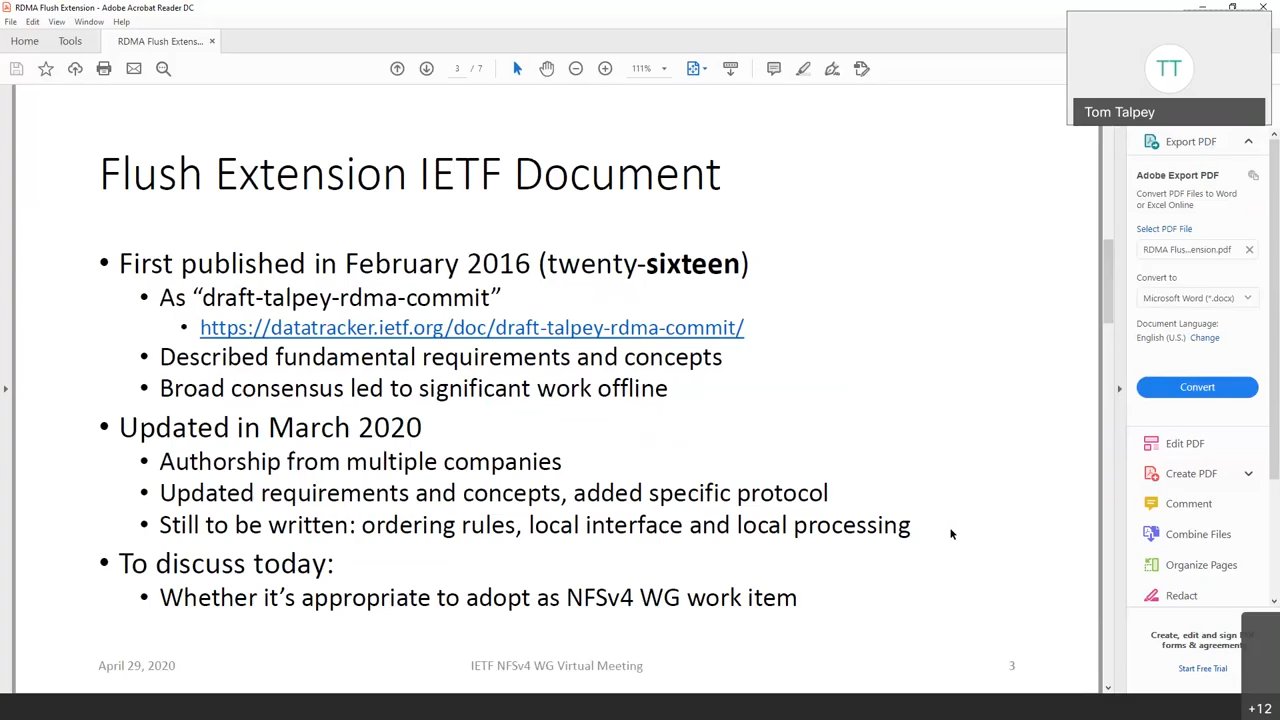 RDMA Flush Extension - Adobe Acrobat Reader DC
File Edit View Window Help
Home Tools RDMA Flush Extens... ×
3 / 7 111%
TT
Tom Talpey
Flush Extension IETF Document
• First published in February 2016 (twenty-sixteen)
• As “draft-talpey-rdma-commit”
• https://datatracker.ietf.org/doc/draft-talpey-rdma-commit/
• Described fundamental requirements and concepts
• Broad consensus led to significant work offline
• Updated in March 2020
• Authorship from multiple companies
• Updated requirements and concepts, added specific protocol
• Still to be written: ordering rules, local interface and local processing
• To discuss today:
• Whether it’s appropriate to adopt as NFSv4 WG work item
April 29, 2020 IETF NFSv4 WG Virtual Meeting 3
Export PDF
Adobe Export PDF
Convert PDF Files to Word
or Excel Online
Select PDF File
RDMA Flus...ension.pdf
Convert to
Microsoft Word (*.docx)
Document Language:
English (U.S.) Change
Convert
Edit PDF
Create PDF
Comment
Combine Files
Organize Pages
Redact
Create, edit and sign
forms & agreement
Start Free Trial
+12